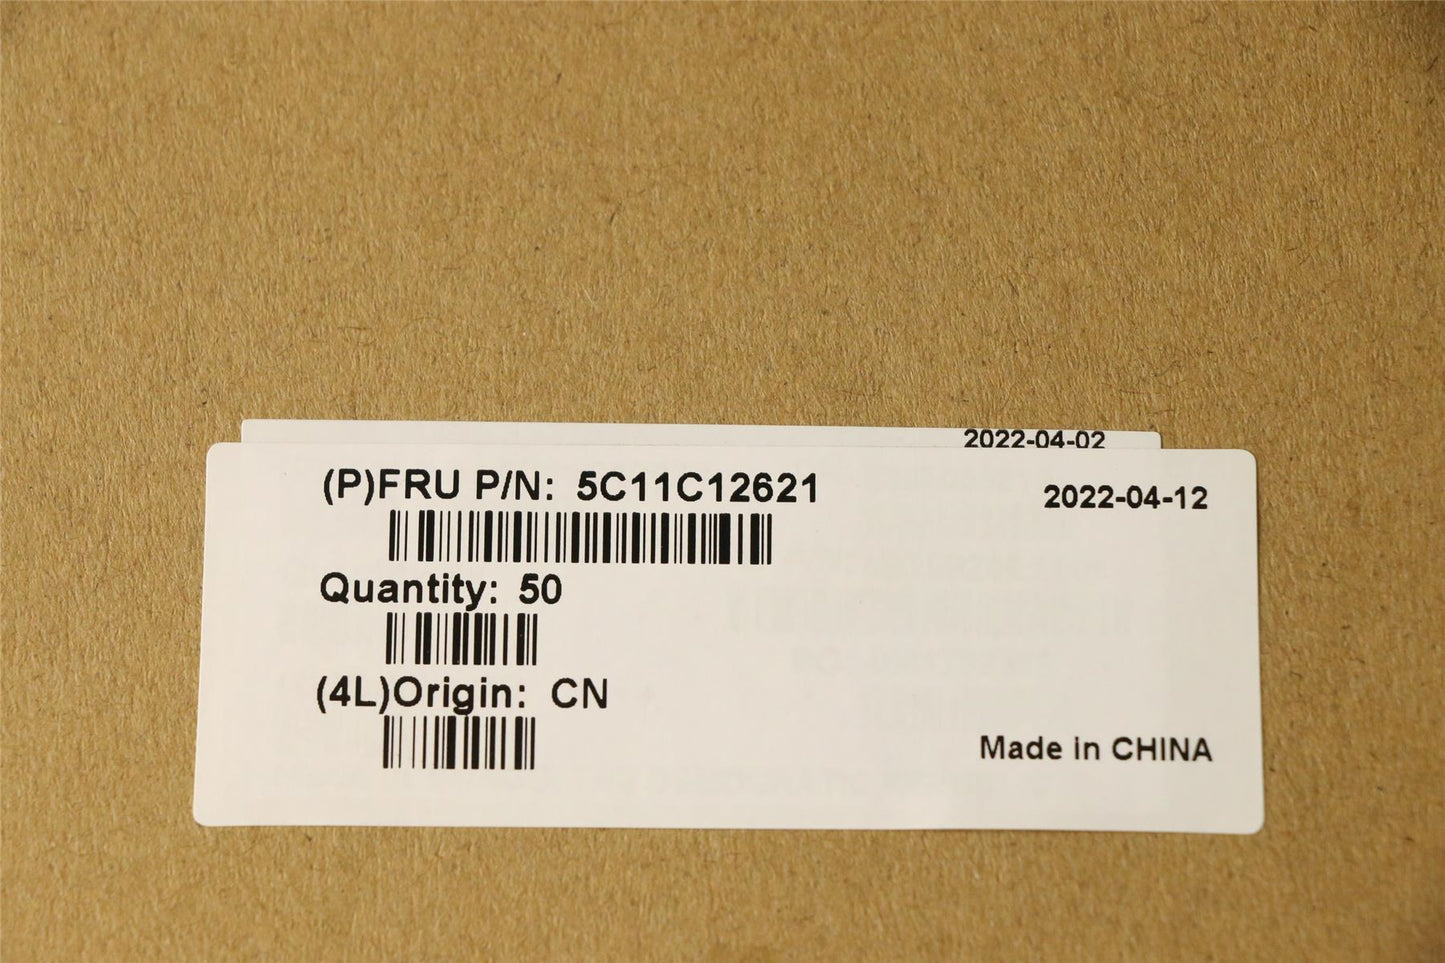 2022-04-02
(P)FRU P/N: 5C11C12621
2022-04-12
Quantity: 50
(4L)Origin: CN
Made in CHINA